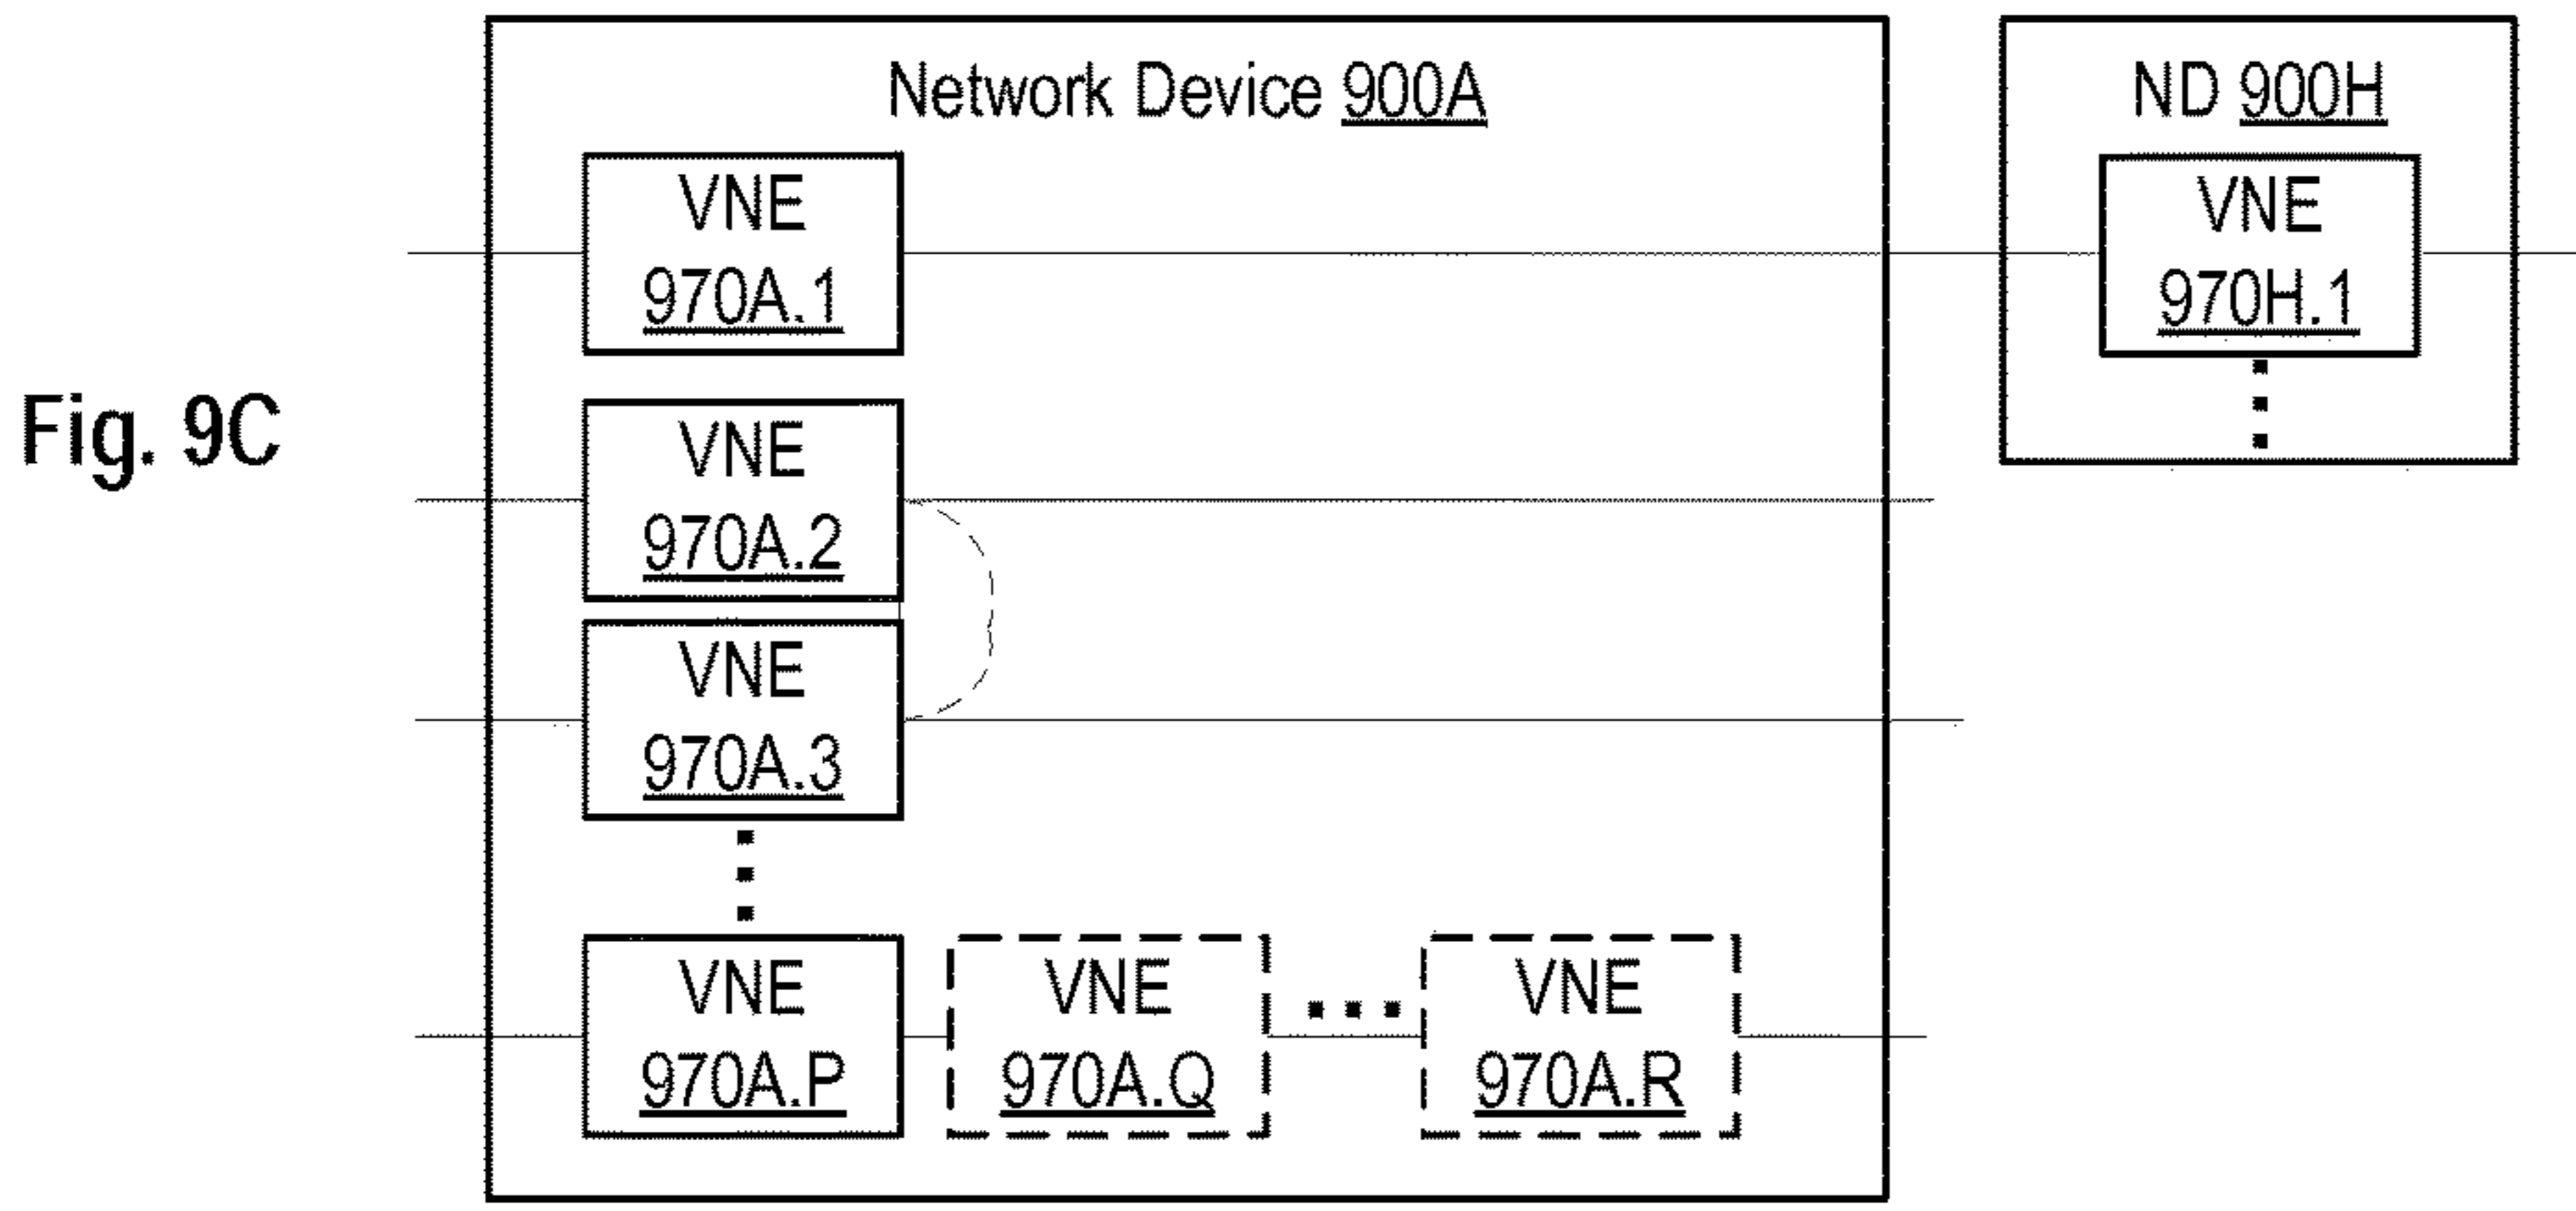 Network Device 900A
ND 900H
VNE
970A.1
VNE
970H.1
Fig. 9C
VNE
970A.2
VNE
970A.3
VNE
970A.P
VNE
970A.Q
VNE
970A.R